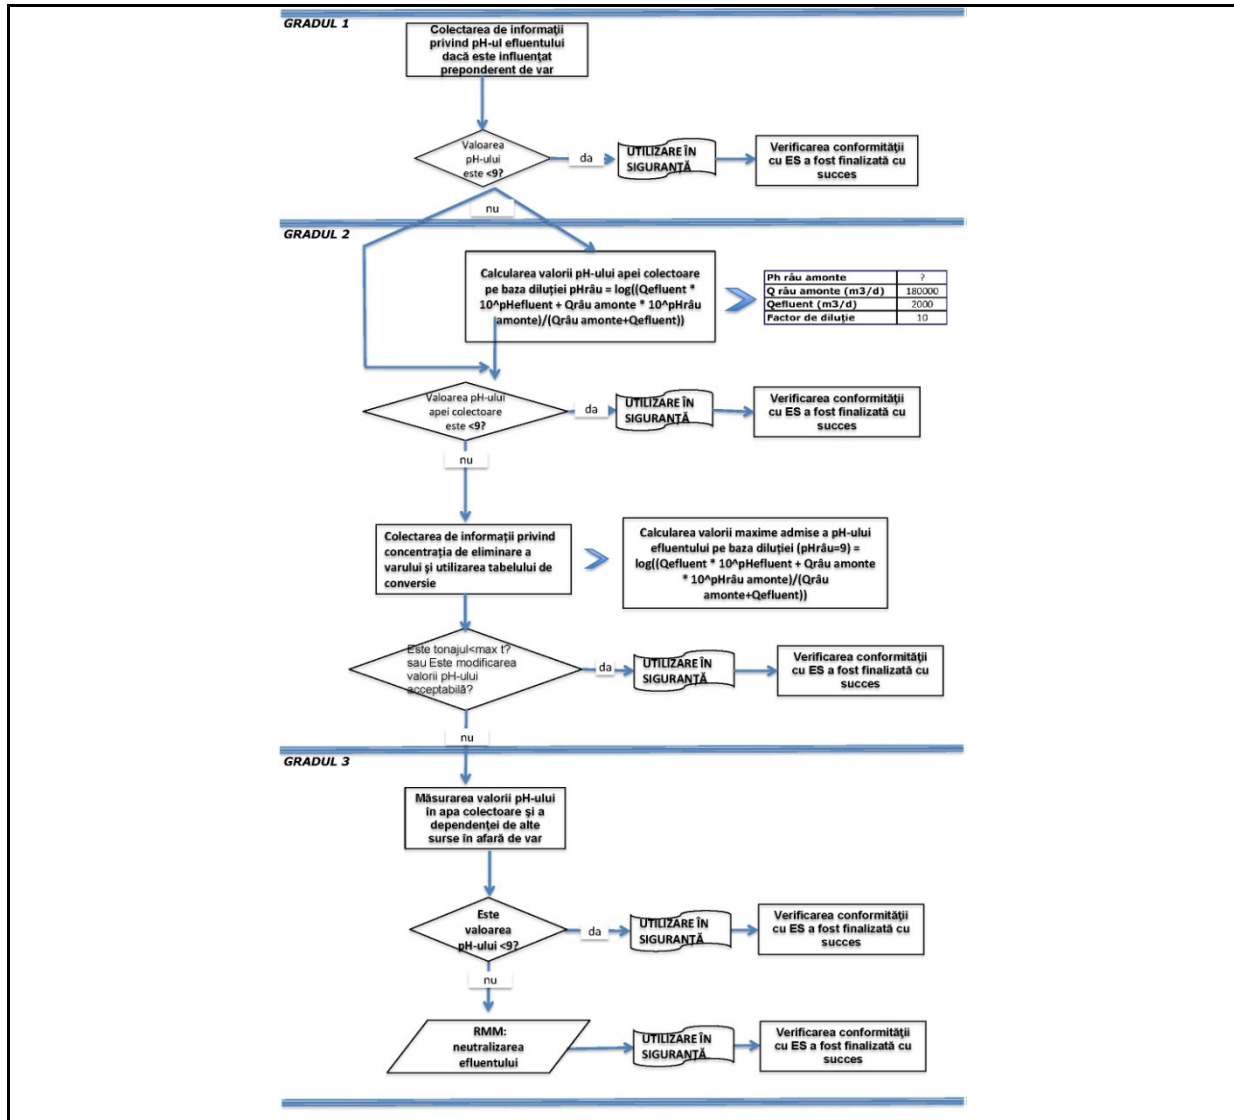 GRADUL 1
Colectarea de informații
privind pH-ul efluentului
dacă este influențat
preponderent de var
Valoarea
pH-ului
este <9?
da
UTILIZARE ÎN
SIGURANȚĂ
Verificarea conformității
cu ES a fost finalizată cu
succes
nu
GRADUL 2
Calcularea valorii pH-ului apei colectoare
pe baza diluției pHrâu = log((Qefluent *
10^pHefluent + Qrâu amonte * 10^pHrâu
amonte)/(Qrâu amonte+Qefluent))
Ph râu amonte ?
Q râu amonte (m3/d) 180000
Qefluent (m3/d) 2000
Factor de diluție 10
Valoarea pH-ului
apei colectoare
este <9?
da
UTILIZARE ÎN
SIGURANȚĂ
Verificarea conformității
cu ES a fost finalizată cu
succes
nu
Colectarea de informații privind
concentrația de eliminare a
varului și utilizarea tabelului de
conversie
Calcularea valorii maxime admise a pH-ului
efluentului pe baza diluției (pHrâu=9) =
log((Qefluent * 10^pHefluent + Qrâu amonte
* 10^pHrâu amonte)/(Qrâu
amonte+Qefluent))
Este tonajul<max t?
sau Este modificarea
valorii pH-ului
acceptabilă?
da
UTILIZARE ÎN
SIGURANȚĂ
Verificarea conformității
cu ES a fost finalizată cu
succes
nu
GRADUL 3
Măsurarea valorii pH-ului
în apa colectoare și a
dependenței de alte
surse în afară de var
Este
valoarea
pH-ului <9?
da
UTILIZARE ÎN
SIGURANȚĂ
Verificarea conformității
cu ES a fost finalizată cu
succes
nu
RMM:
neutralizarea
efluentului
UTILIZARE ÎN
SIGURANȚĂ
Verificarea conformității
cu ES a fost finalizată cu
succes